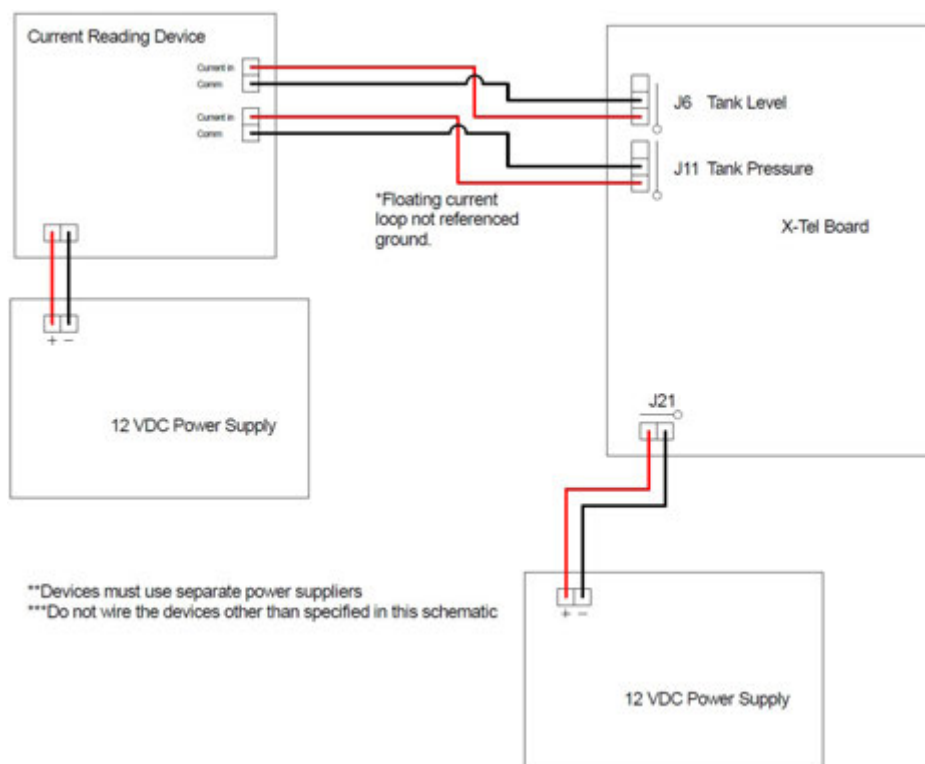 Current Reading Device
Current in
Comm
Current in
Comm
J6 Tank Level
J11 Tank Pressure
*Floating current
loop not referenced
ground.
X-Tel Board
+ −
12 VDC Power Supply
J21
**Devices must use separate power suppliers
***Do not wire the devices other than specified in this schematic
+ −
12 VDC Power Supply